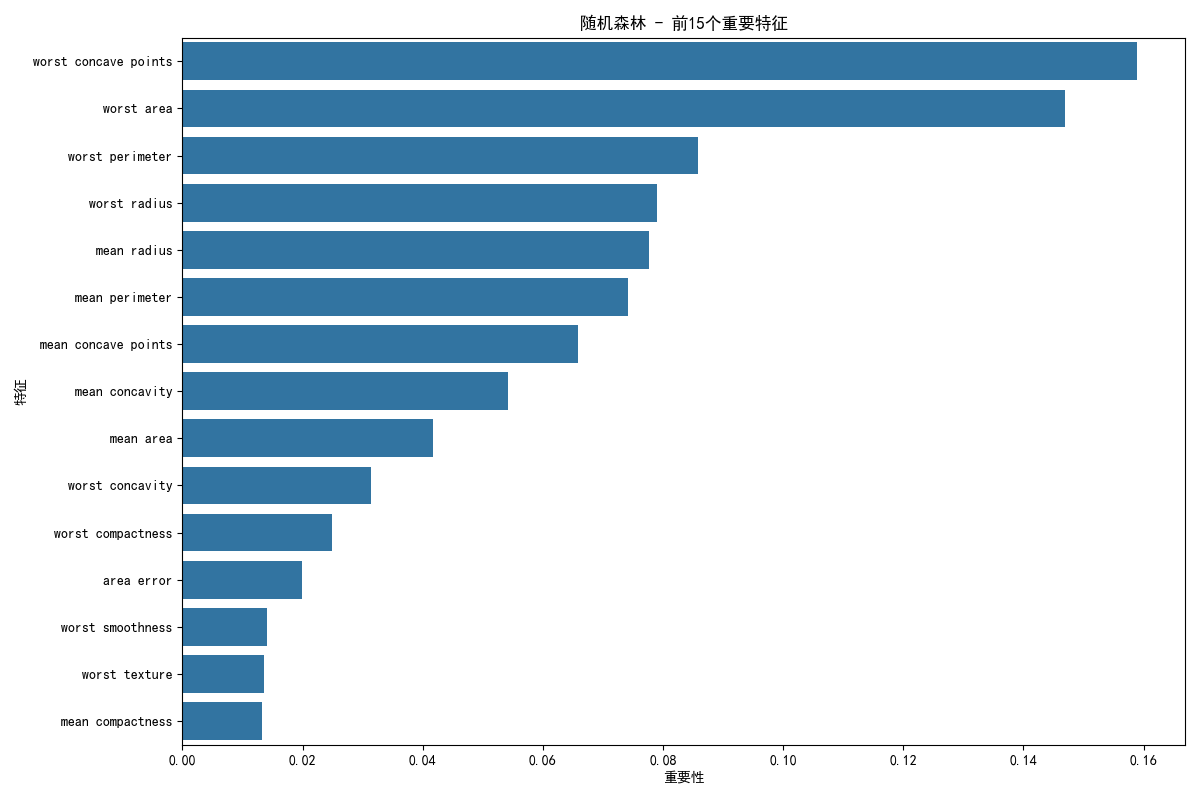 随机森林 - 前15个重要特征
worst concave points
worst area
worst perimeter
worst radius
mean radius
mean perimeter
mean concave points
mean concavity
mean area
worst concavity
worst compactness
area error
worst smoothness
worst texture
mean compactness
特征
0.00 0.02 0.04 0.06 0.08 0.10 0.12 0.14 0.16
重要性